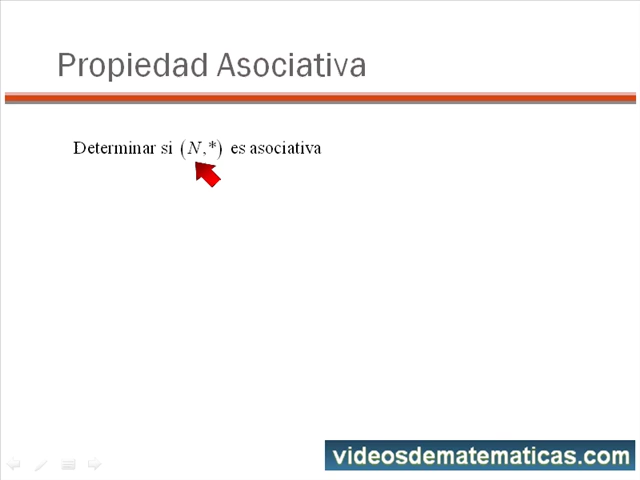 Propiedad Asociativa
Determinar si (N,*) es asociativa
videosdematematicas.com